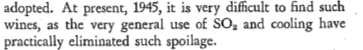 adopted. At present, 1945, it is very difficult to find such
wines, as the very general use of SO₂ and cooling have
practically eliminated such spoilage.